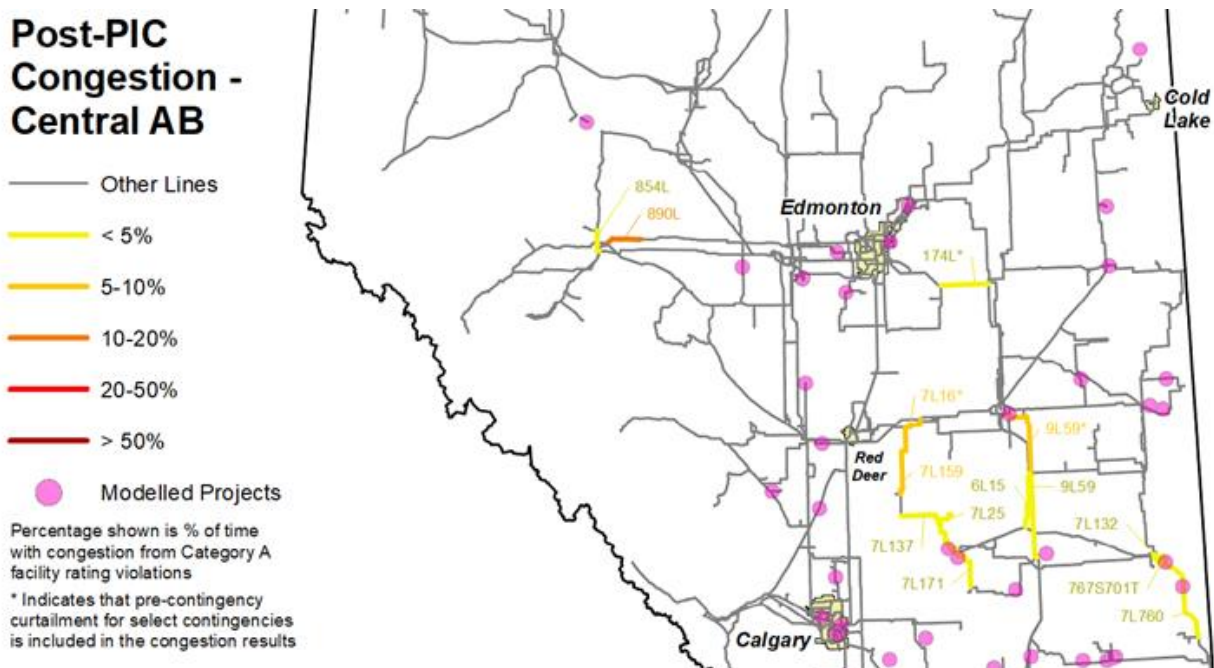 Post-PIC
Congestion -
Central AB
Other Lines
< 5%
5-10%
10-20%
20-50%
> 50%
Modelled Projects
Percentage shown is % of time
with congestion from Category A
facility rating violations
* Indicates that pre-contingency
curtailment for select contingencies
is included in the congestion results
Cold
Lake
854L
890L
Edmonton
174L*
7L16*
9L59*
Red
Deer
7L159
6L15
9L59
7L25
7L132
7L137
7L171
767S701T
7L760
Calgary